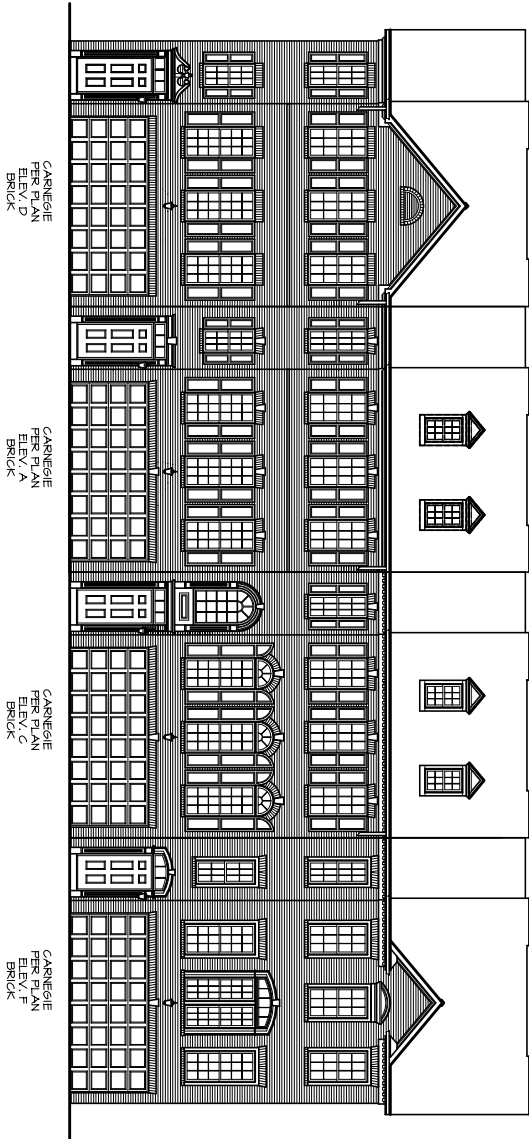 CARNEGIE
PER PLAN
ELEV. D
BRICK
CARNEGIE
PER PLAN
ELEV. A
BRICK
CARNEGIE
PER PLAN
ELEV. C
BRICK
CARNEGIE
PER PLAN
ELEV. F
BRICK